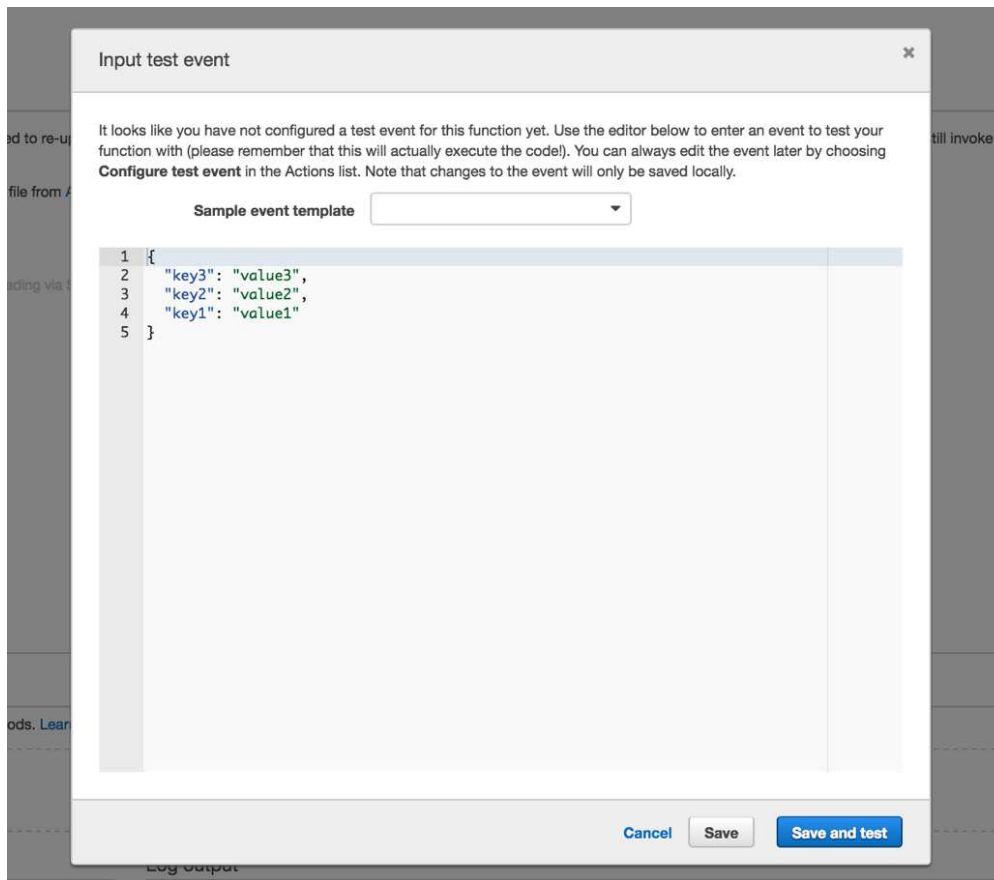 Input test event
It looks like you have not configured a test event for this function yet. Use the editor below to enter an event to test your
function with (please remember that this will actually execute the code!). You can always edit the event later by choosing
Configure test event in the Actions list. Note that changes to the event will only be saved locally.
ed to re-up
till invoke
file from
Sample event template
ading via S
1 {
2 "key3": "value3",
3 "key2": "value2",
4 "key1": "value1"
5 }
ods. Lear
Cancel Save Save and test
Log output